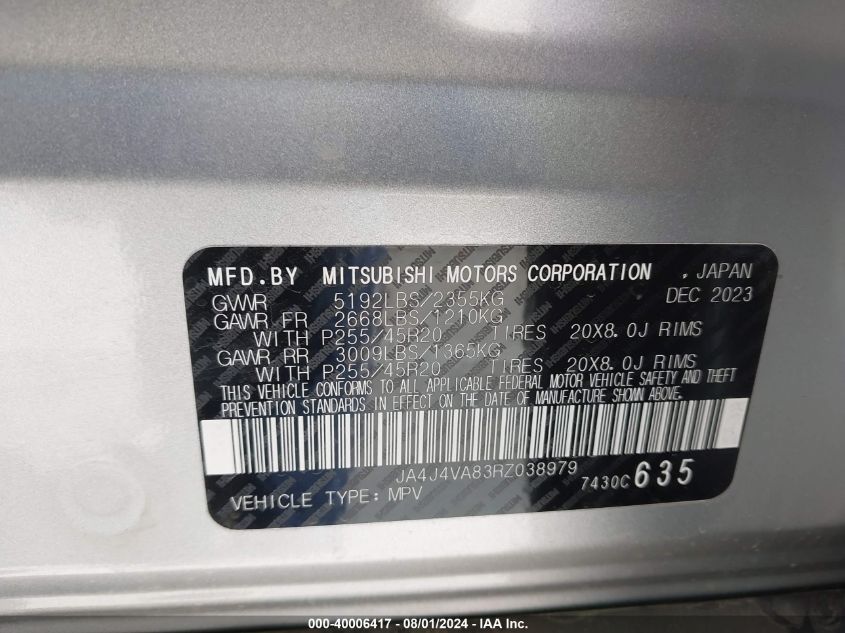 MFD.BY MITSUBISHI MOTORS CORPORATION , JAPAN
GVWR 5192LBS/2355KG DEC 2023
GAWR FR 2668LBS/1210KG
WITH P255/45R20 TIRES 20X8.0J RIMS
GAWR RR 3009LBS/1365KG
WITH P255/45R20 TIRES 20X8.0J RIMS
THIS VEHICLE CONFORMS TO ALL APPLICABLE FEDERAL MOTOR VEHICLE SAFETY AND THEFT
PREVENTION STANDARDS IN EFFECT ON THE DATE OF MANUFACTURE SHOWN ABOVE.
JA4J4VA83RZ038979
7430C 635
VEHICLE TYPE: MPV
000-40006417 - 08/01/2024 - IAA Inc.